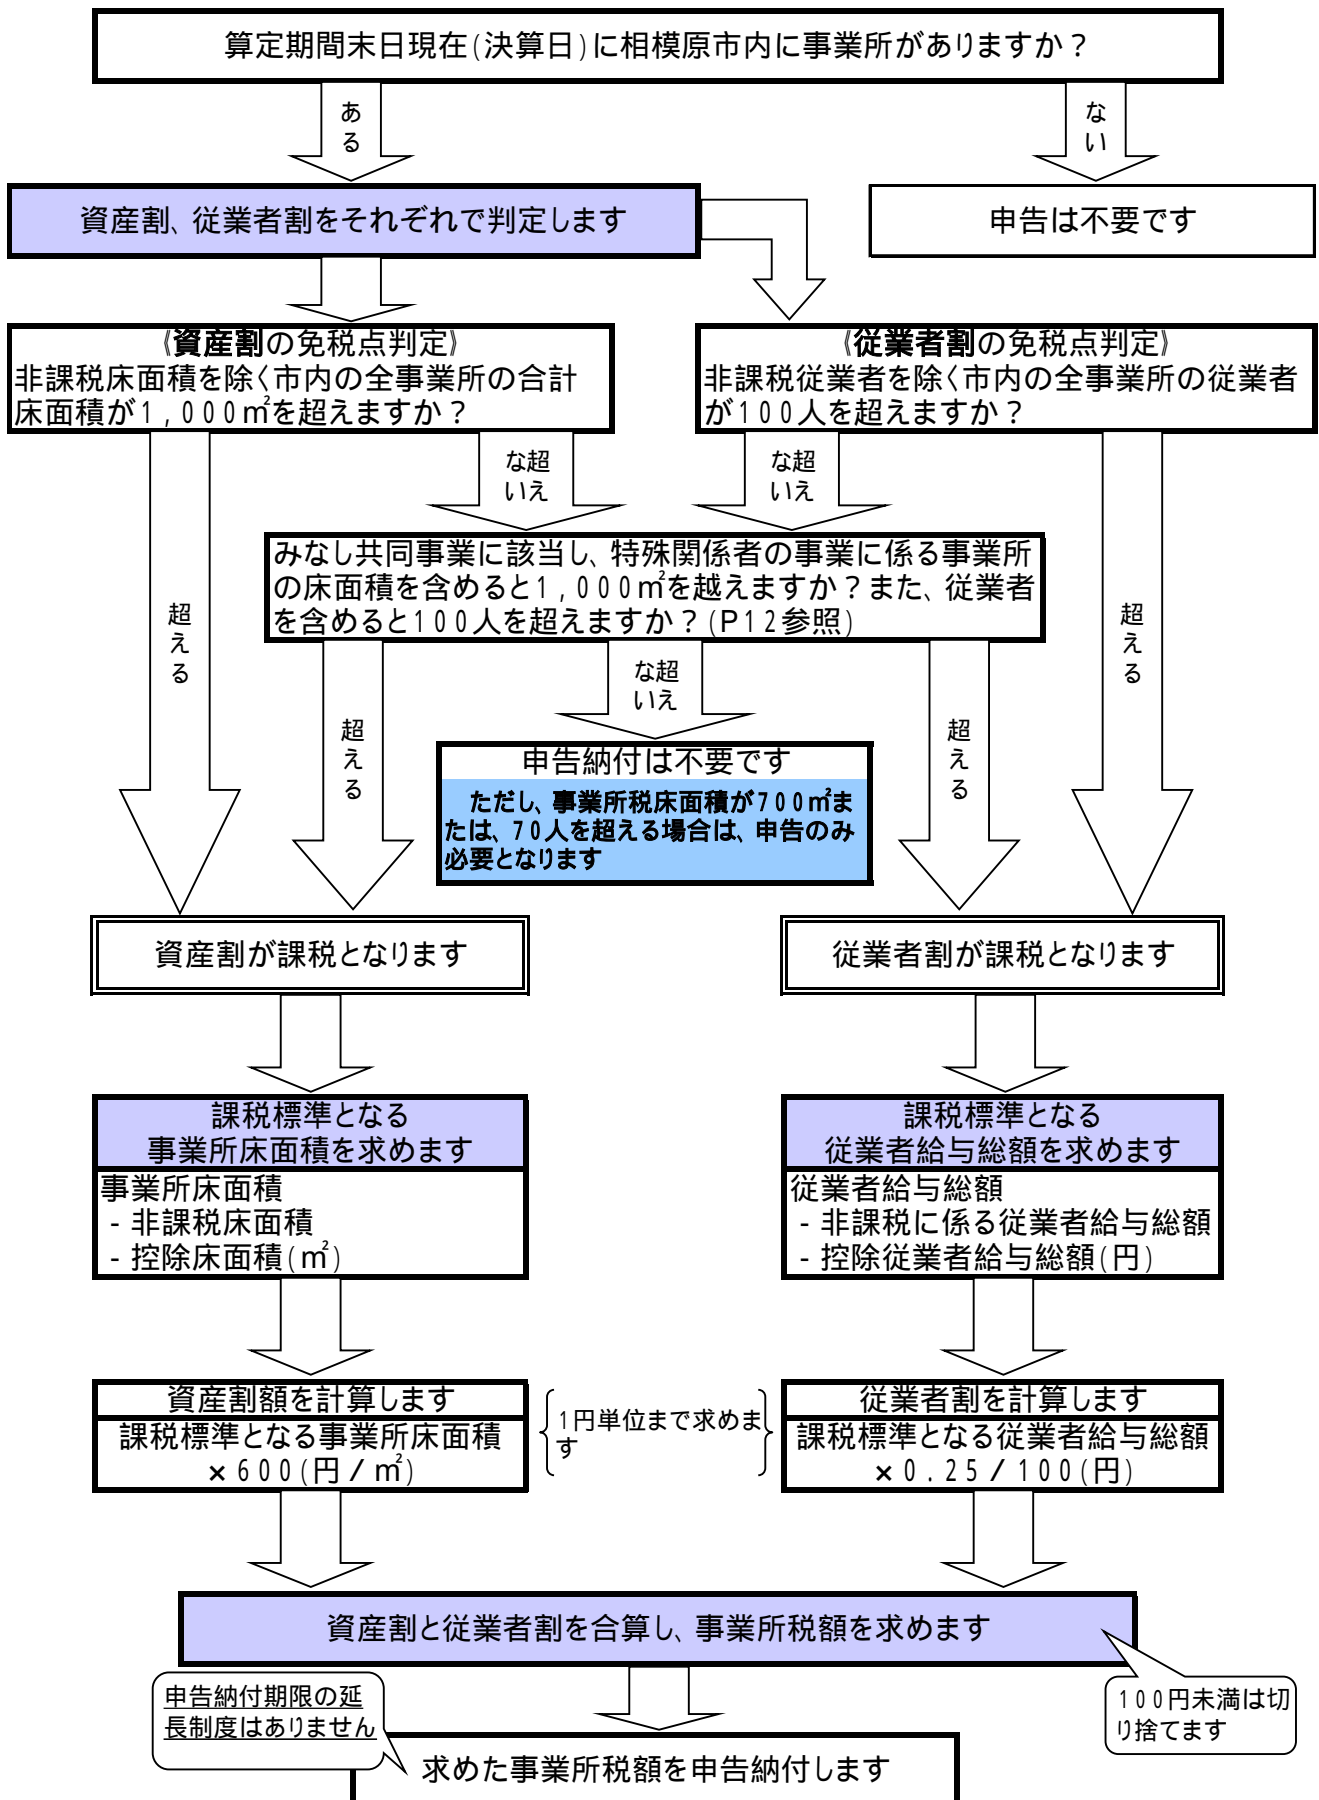 算定期間末日現在(決算日)に相模原市内に事業所がありますか？
ある
ない
資産割、従業者割をそれぞれで判定します
申告は不要です
《資産割の免税点判定》
非課税床面積を除く市内の全事業所の合計
床面積が1,000㎡を超えますか？
《従業者割の免税点判定》
非課税従業者を除く市内の全事業所の従業者
が100人を超えますか？
超えない
超えない
みなし共同事業に該当し、特殊関係者の事業に係る事業所
の床面積を含めると1,000㎡を越えますか？また、従業者
を含めると100人を超えますか？(P12参照)
超える
超える
超える
超えない
超える
申告納付は不要です
ただし、事業所税床面積が700㎡ま
たは、70人を超える場合は、申告のみ
必要となります
資産割が課税となります
従業者割が課税となります
課税標準となる
事業所床面積を求めます
事業所床面積
- 非課税床面積
- 控除床面積(㎡)
課税標準となる
従業者給与総額を求めます
従業者給与総額
- 非課税に係る従業者給与総額
- 控除従業者給与総額(円)
資産割額を計算します
課税標準となる事業所床面積
×600(円/㎡)
1円単位まで求めま
す
従業者割を計算します
課税標準となる従業者給与総額
×0.25/100(円)
資産割と従業者割を合算し、事業所税額を求めます
申告納付期限の延
長制度はありません
100円未満は切
り捨てます
求めた事業所税額を申告納付します